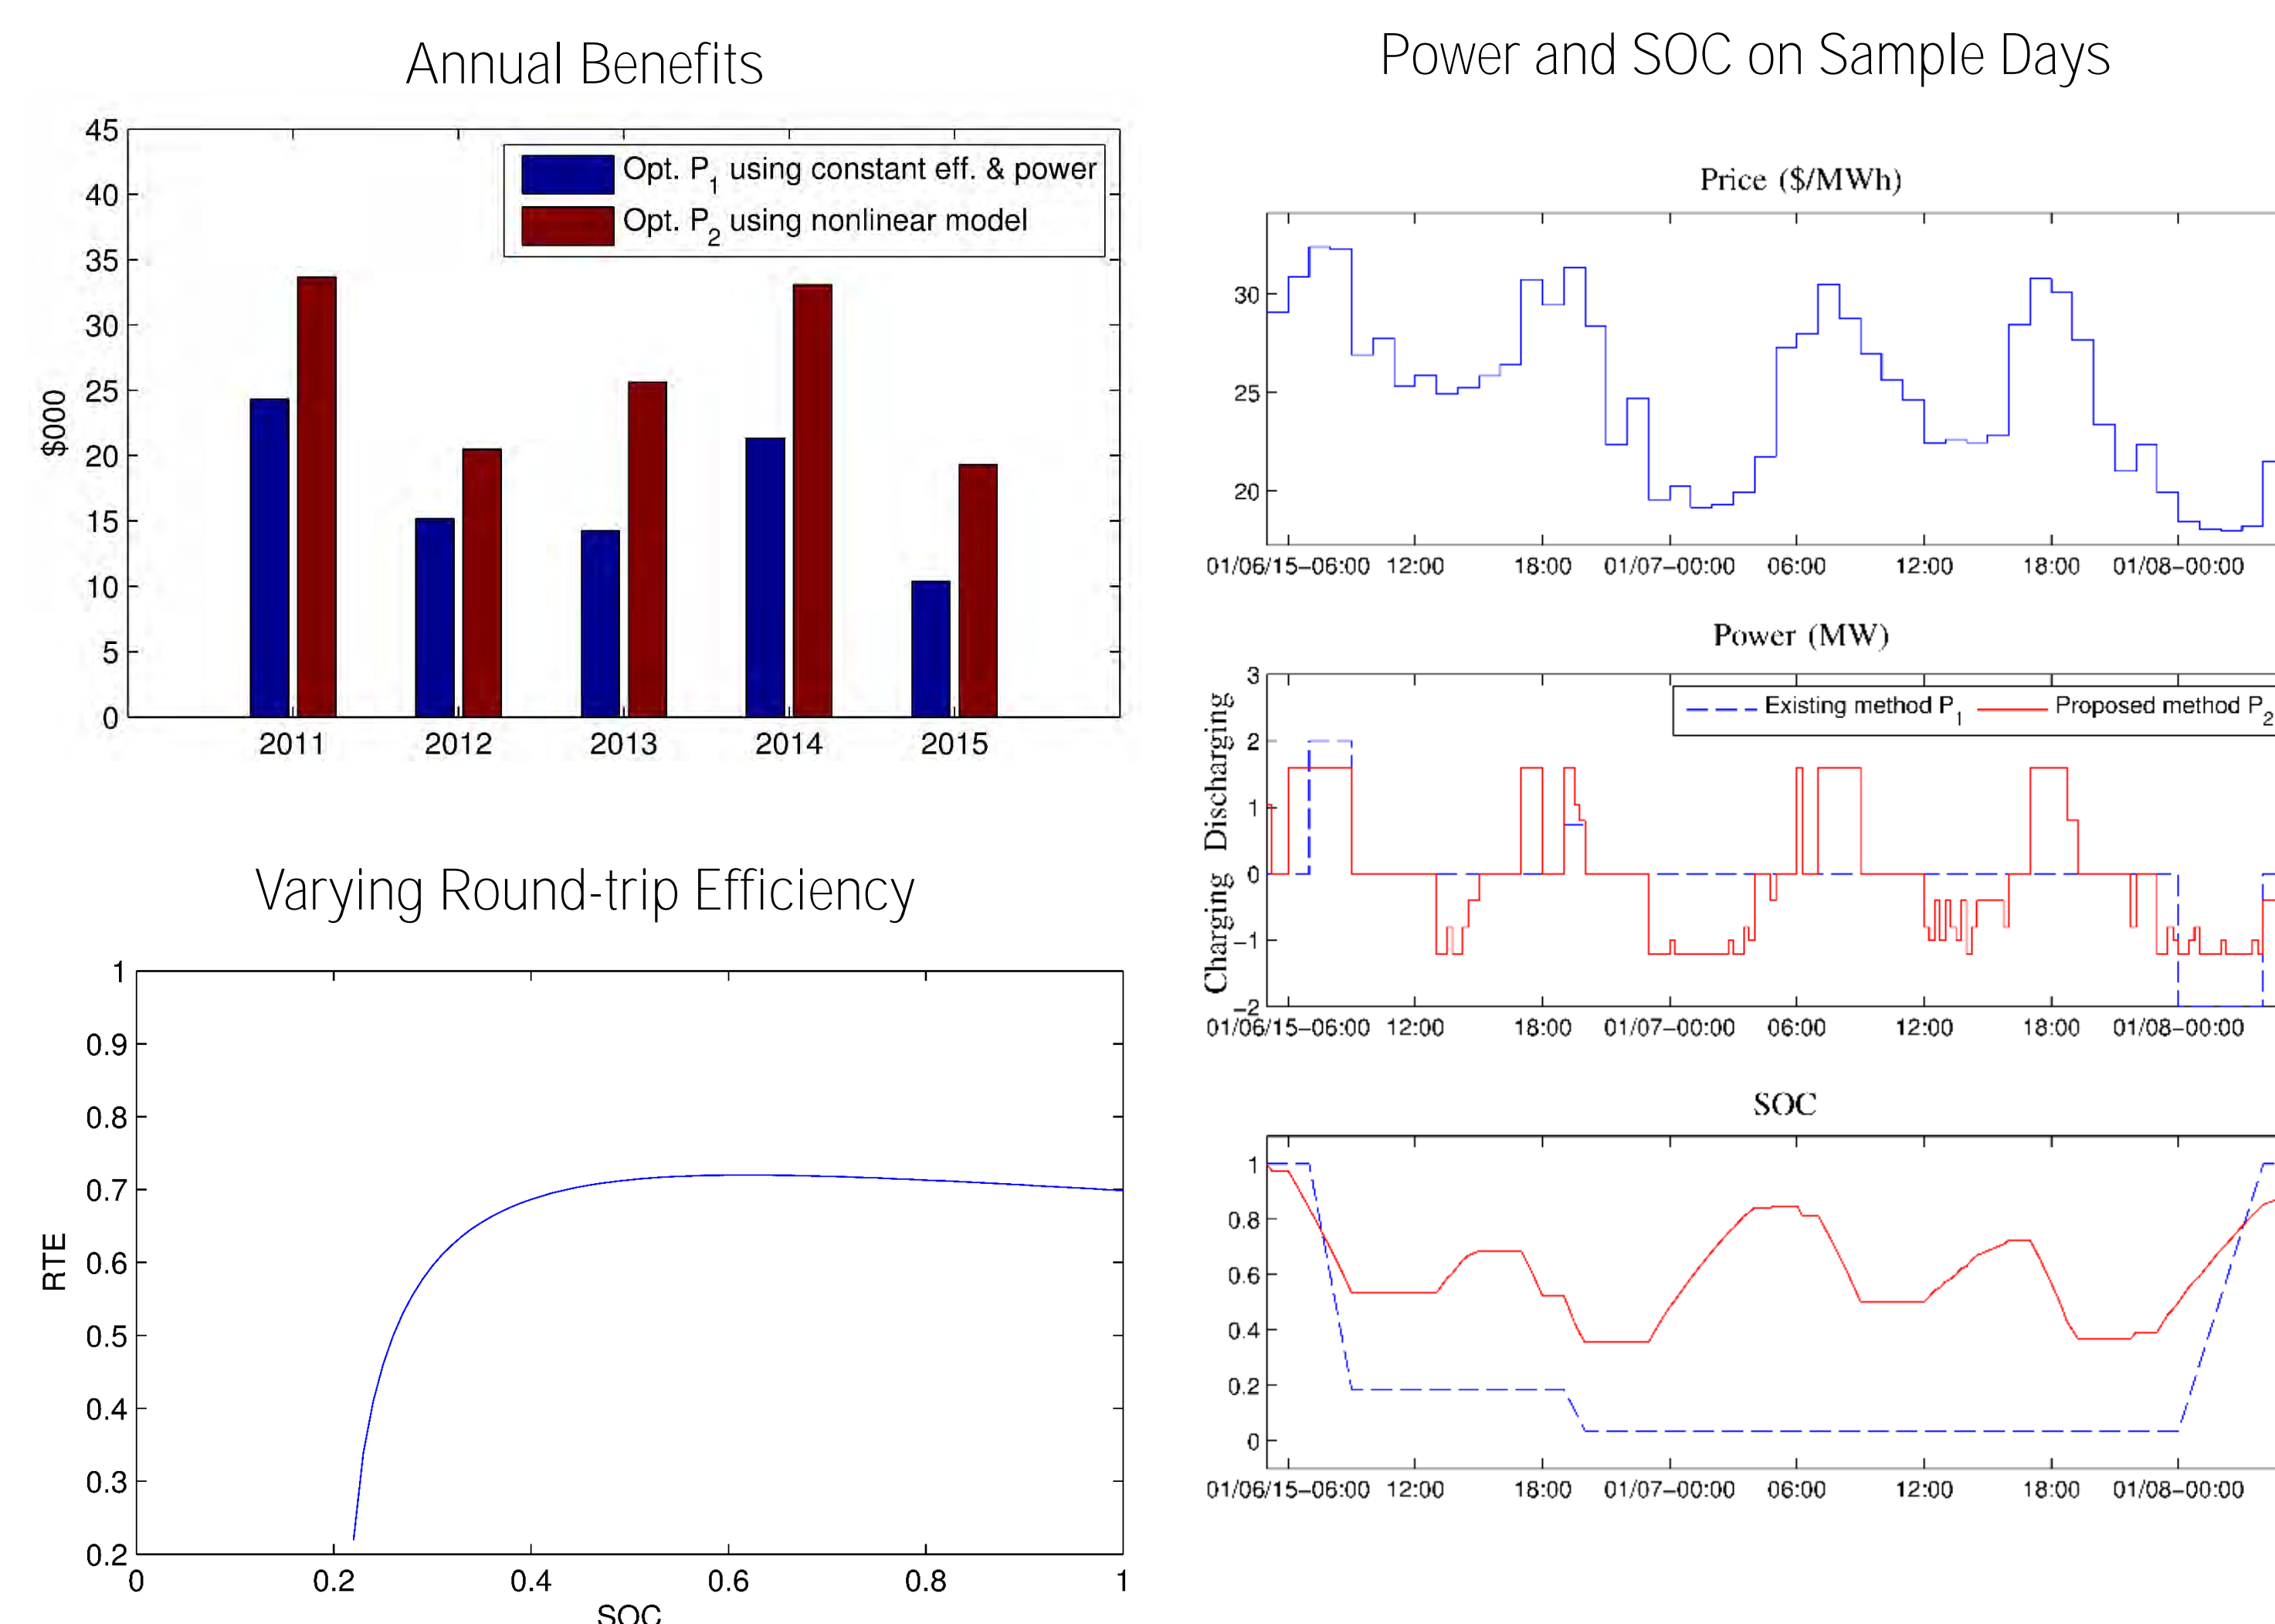 Annual Benefits
45
40
35
30
25
20
15
10
5
0
$000
Opt. P1 using constant eff. & power
Opt. P2 using nonlinear model
2011 2012 2013 2014 2015
Varying Round-trip Efficiency
1
0.9
0.8
0.7
0.6
0.5
0.4
0.3
0.2
RTE
0 0.2 0.4 0.6 0.8 1
SOC
Power and SOC on Sample Days
Price ($/MWh)
30
25
20
01/06/15–06:00 12:00 18:00 01/07–00:00 06:00 12:00 18:00 01/08–00:00
Power (MW)
3
2
1
0
−1
−2
Charging Discharging
Existing method P1 Proposed method P2
01/06/15–06:00 12:00 18:00 01/07–00:00 06:00 12:00 18:00 01/08–00:00
SOC
1
0.8
0.6
0.4
0.2
0
01/06/15–06:00 12:00 18:00 01/07–00:00 06:00 12:00 18:00 01/08–00:00